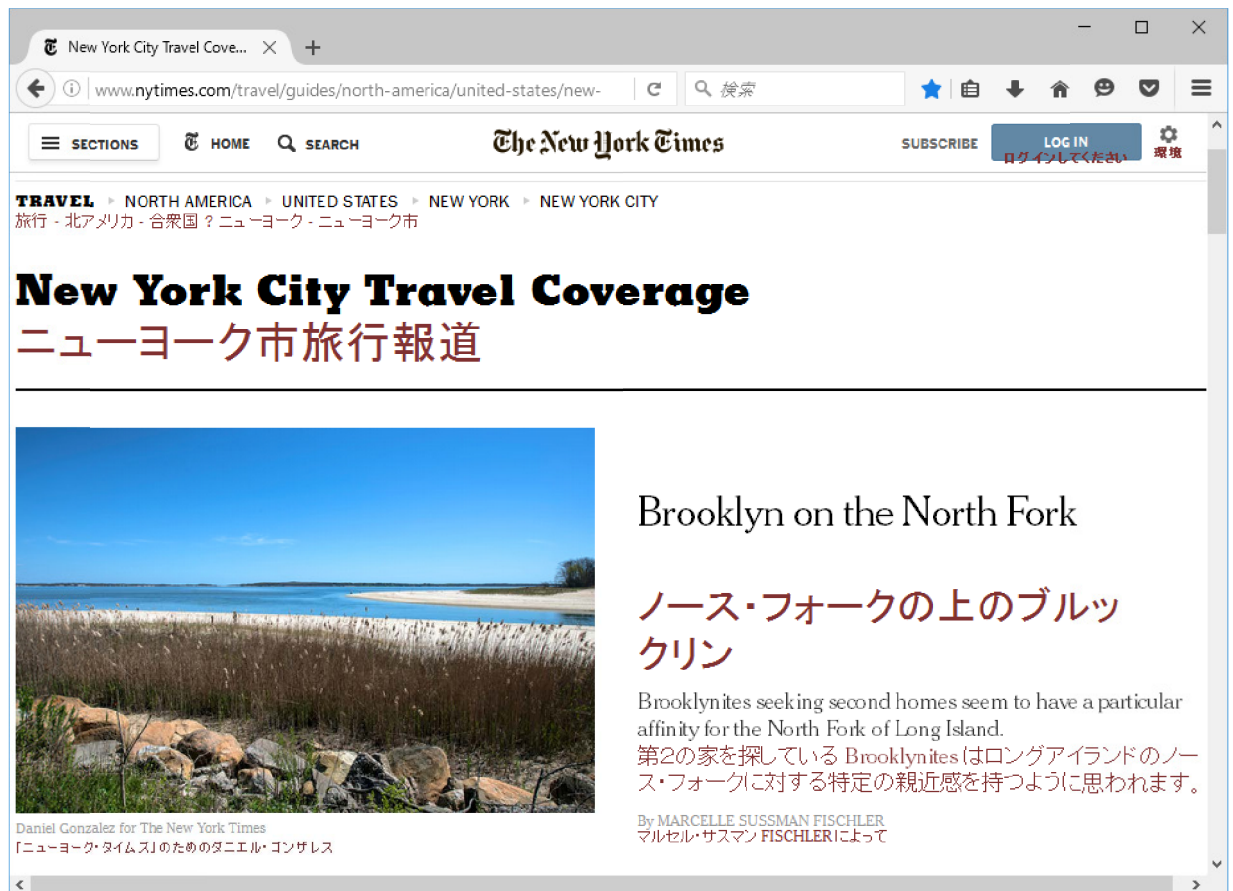 New York City Travel Cove...
www.nytimes.com/travel/guides/north-america/united-states/new-
検索
SECTIONS HOME SEARCH The New York Times SUBSCRIBE LOG IN
ログインしてください 環境
TRAVEL ▸ NORTH AMERICA ▸ UNITED STATES ▸ NEW YORK ▸ NEW YORK CITY
旅行 - 北アメリカ - 合衆国 ? ニューヨーク - ニューヨーク市
New York City Travel Coverage
ニューヨーク市旅行報道
Brooklyn on the North Fork
ノース・フォークの上のブルッ
クリン
Brooklynites seeking second homes seem to have a particular
affinity for the North Fork of Long Island.
第2の家を探している Brooklynites はロングアイランドのノー
ス・フォークに対する特定の親近感を持つように思われます。
By MARCELLE SUSSMAN FISCHLER
マルセル・サスマン FISCHLERによって
Daniel Gonzalez for The New York Times
「ニューヨーク・タイムズ」のためのダニエル・ゴンザレス